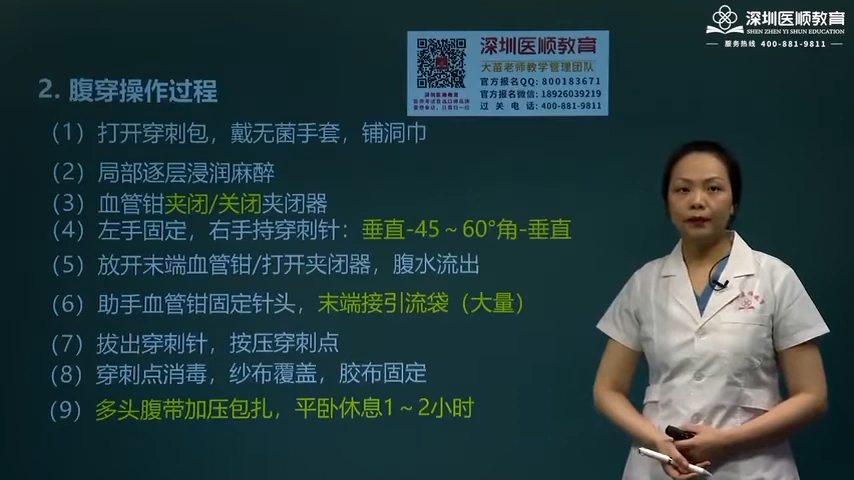 深圳医顺教育
SHEN ZHEN YI SHUN EDUCATION
服务热线 400-881-9811
深圳医顺教育
大苗老师教学管理团队
官方报名QQ:800183671
官方报名微信:18926039219
过关电话:400-881-9811
深圳医顺教育
2. 腹穿操作过程
（1）打开穿刺包，戴无菌手套，铺洞巾
（2）局部逐层浸润麻醉
（3）血管钳夹闭/关闭夹闭器
（4）左手固定，右手持穿刺针：垂直-45～60°角-垂直
（5）放开末端血管钳/打开夹闭器，腹水流出
（6）助手血管钳固定针头，末端接引流袋（大量）
（7）拔出穿刺针，按压穿刺点
（8）穿刺点消毒，纱布覆盖，胶布固定
（9）多头腹带加压包扎，平卧休息1～2小时